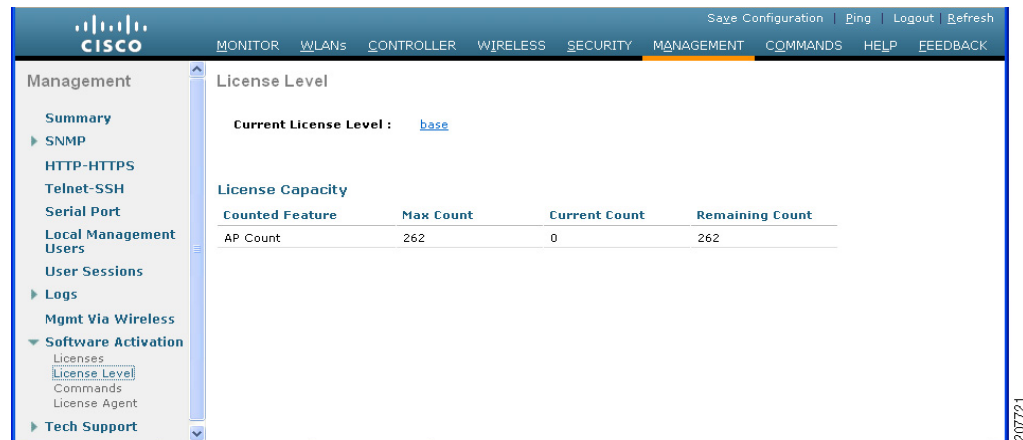 Save Configuration | Ping | Logout | Refresh
CISCO
MONITOR WLANs CONTROLLER WIRELESS SECURITY MANAGEMENT COMMANDS HELP FEEDBACK
Management
Summary
SNMP
HTTP-HTTPS
Telnet-SSH
Serial Port
Local Management
Users
User Sessions
Logs
Mgmt Via Wireless
Software Activation
Licenses
License Level
Commands
License Agent
Tech Support
License Level
Current License Level : base
License Capacity
Counted Feature Max Count Current Count Remaining Count
AP Count 262 0 262
207721